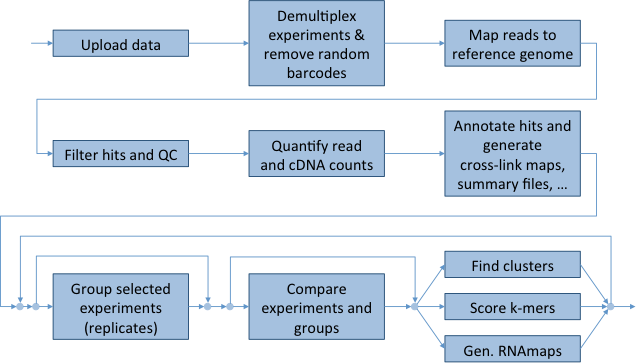 Upload data
Demultiplex
experiments &
remove random
barcodes
Map reads to
reference genome
Filter hits and QC
Quantify read
and cDNA counts
Annotate hits and
generate
cross-link maps,
summary files, ...
Group selected
experiments
(replicates)
Compare
experiments and
groups
Find clusters
Score k-mers
Gen. RNAmaps